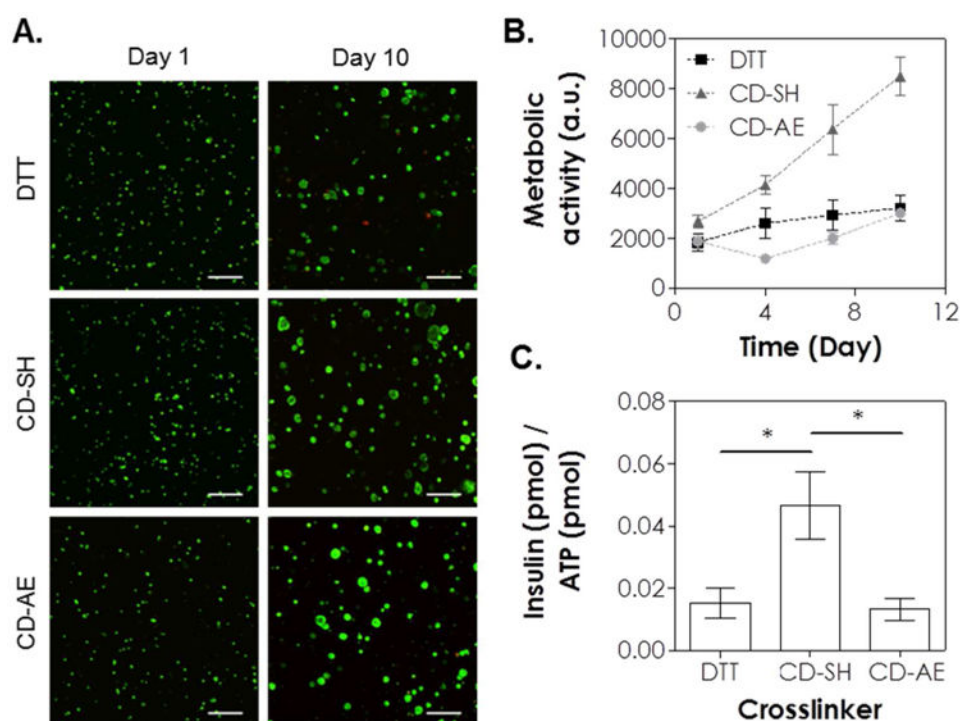 A.
Day 1
Day 10
DTT
CD-SH
CD-AE
B.
Metabolic
activity (a.u.)
10000
8000
6000
4000
2000
0
DTT
CD-SH
CD-AE
0
4
8
12
Time (Day)
C.
Insulin (pmol) /
ATP (pmol)
0.08
0.06
0.04
0.02
0.00
*
*
DTT
CD-SH
CD-AE
Crosslinker